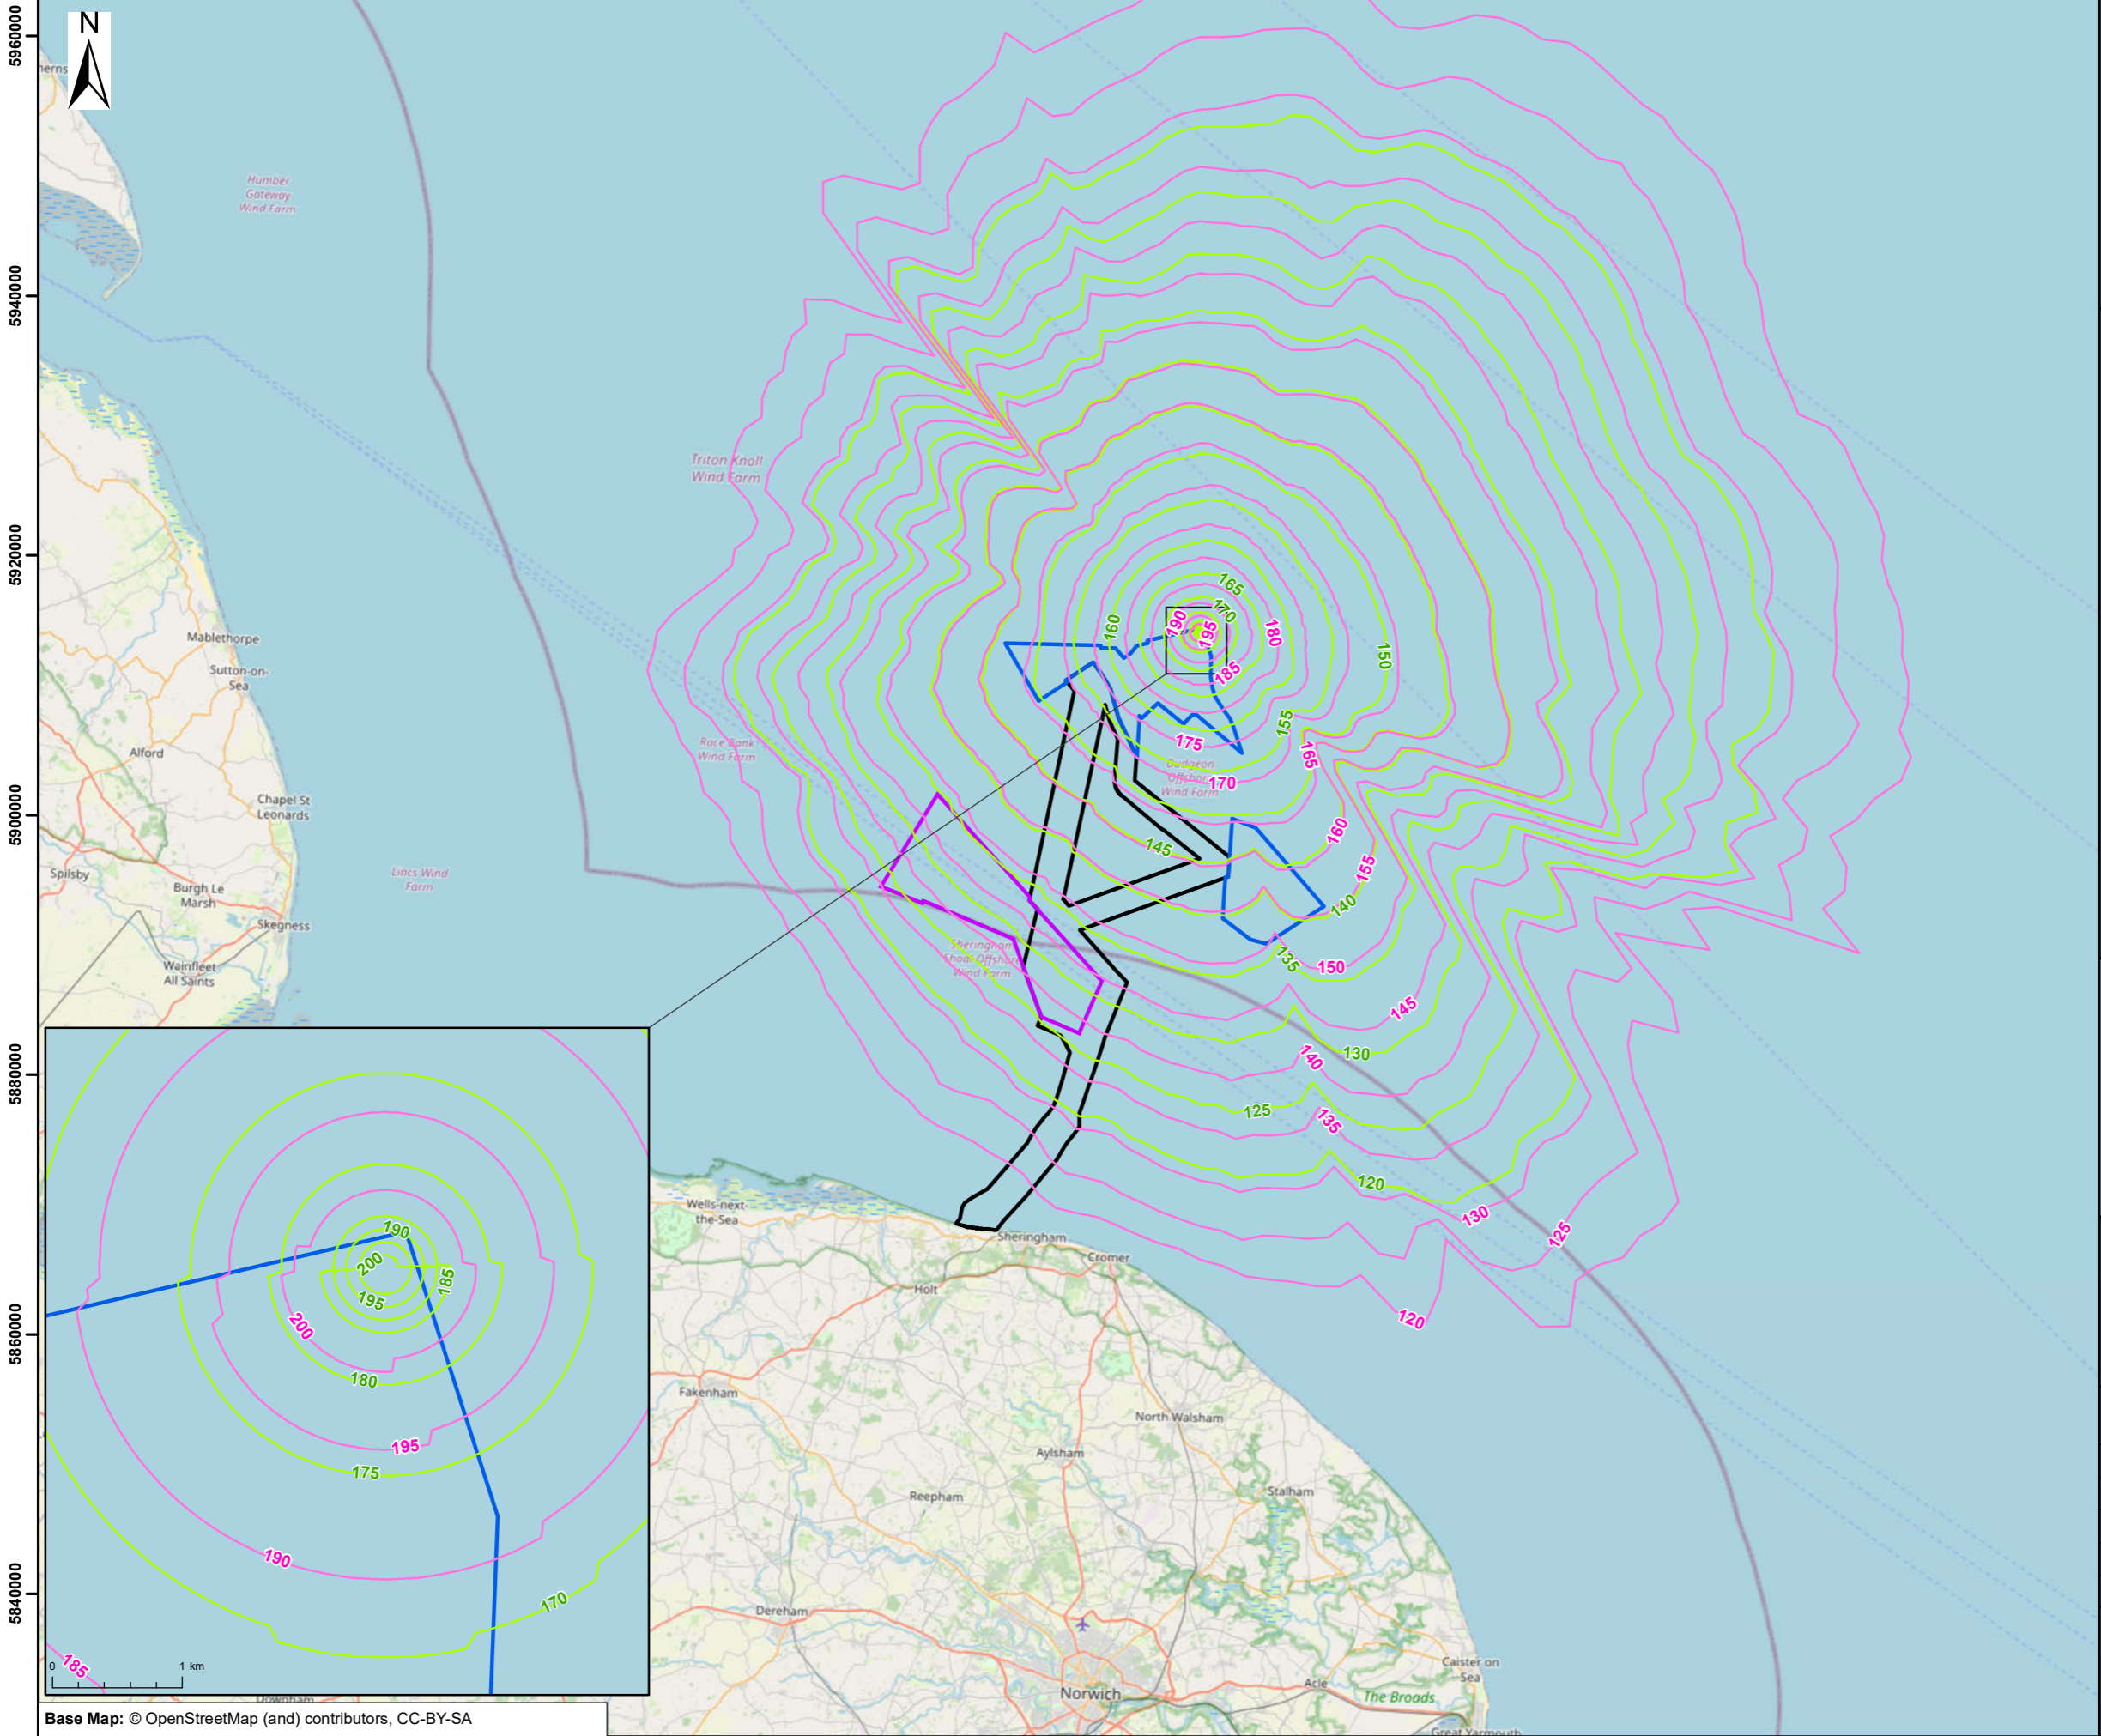 N
5960000
5940000
5920000
5900000
5880000
5860000
5840000
Humber
Gateway
Wind Farm
Triton Knoll
Wind Farm
165
170
160
190
195
180
150
185
Mablethorpe
Sutton-on-
Sea
155
175
165
Race Bank
Wind Farm
Alford
Dudgeon
Offshore
Wind Farm
170
Chapel St
Leonards
160
145
155
Lincs Wind
Farm
Spilsby
Burgh Le
Marsh
140
Skegness
Sheringham
Shoal Offshore
Wind Farm
135
150
Wainfleet
All Saints
145
130
140
125
135
120
130
125
120
Wells-next-
the-Sea
Sheringham
Cromer
Holt
Fakenham
North Walsham
Aylsham
Reepham
Stalham
Dereham
Norwich
Acle
The Broads
Caister on
Sea
Great Yarmouth
190
200
185
195
200
180
195
175
190
170
185
0 1 km
Downham
Base Map: © OpenStreetMap (and) contributors, CC-BY-SA